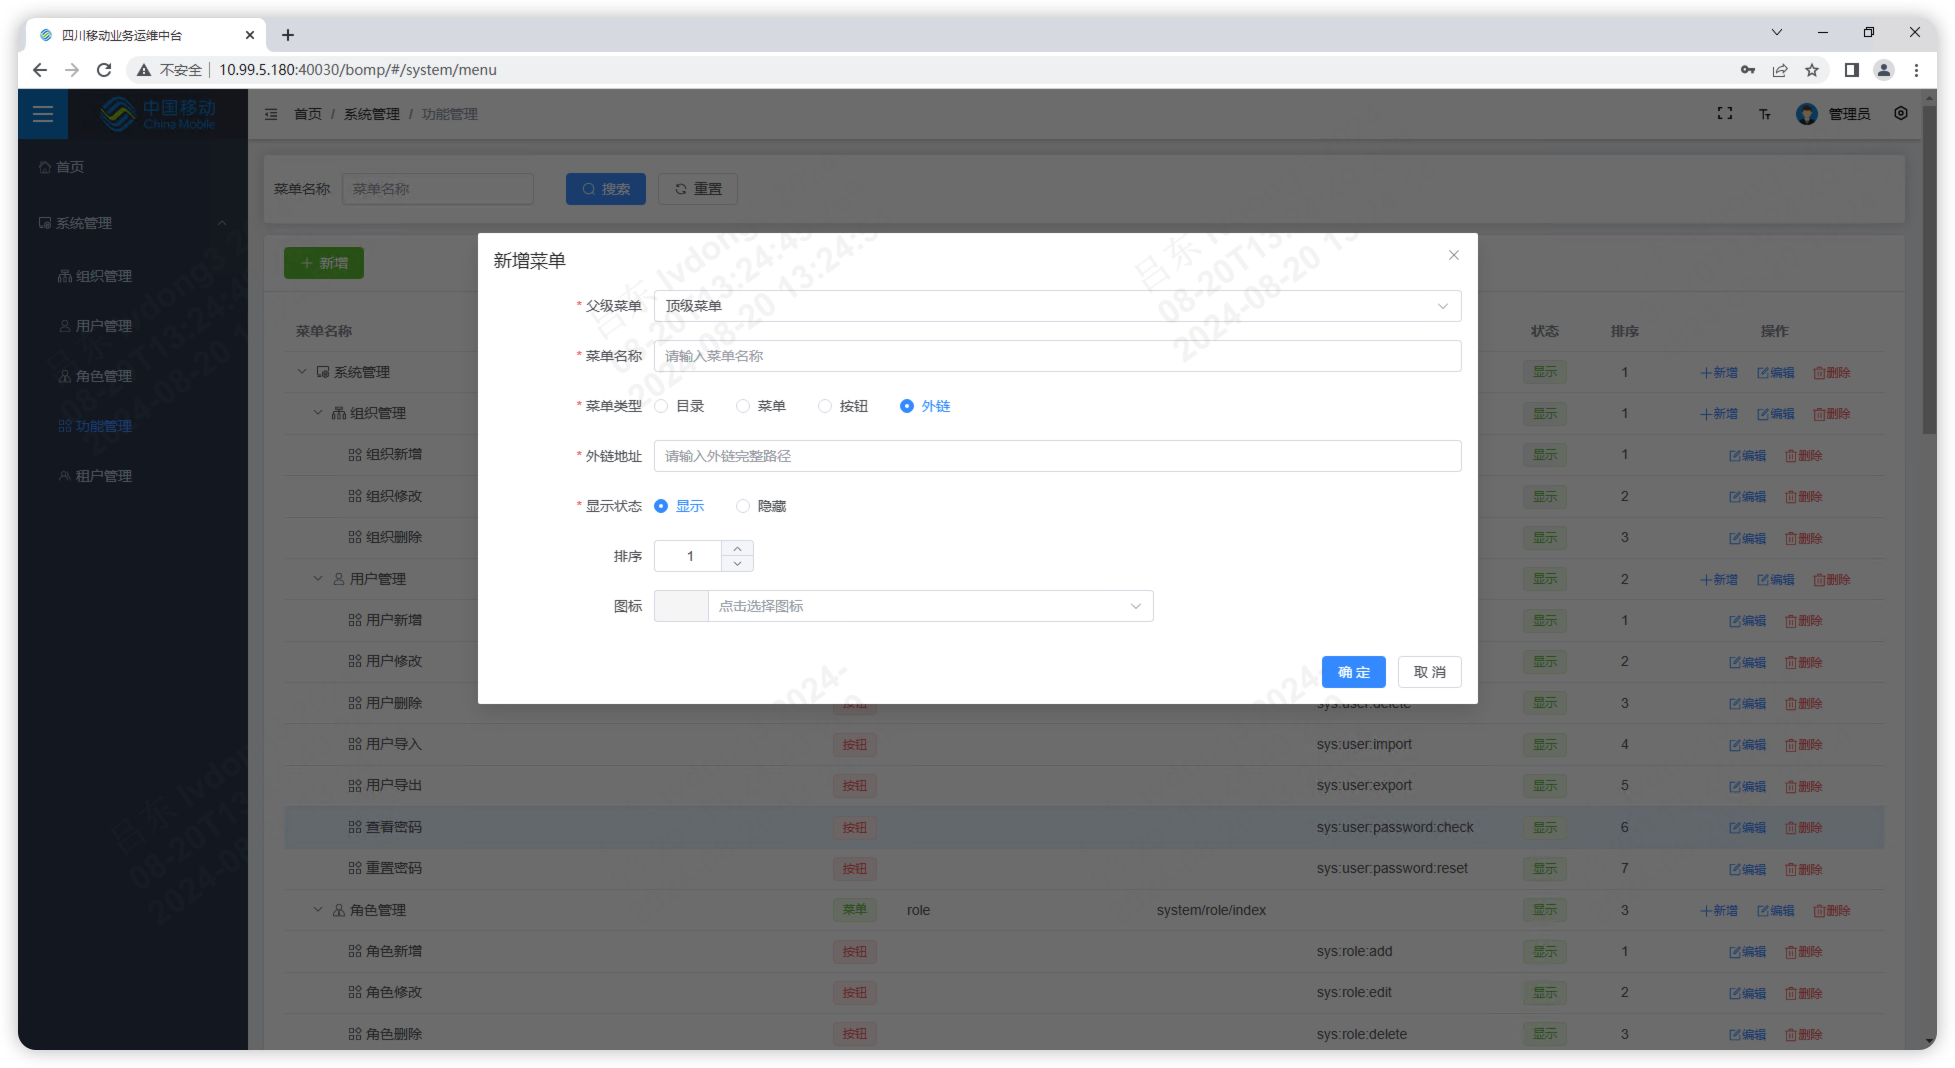 四川移动业务运维中台
不安全 10.99.5.180:40030/bomp/#/system/menu
中国移动
China Mobile
首页 / 系统管理 / 功能管理
管理员
首页
系统管理
组织管理
用户管理
角色管理
功能管理
租户管理
菜单名称 菜单名称 搜索 重置
新增
菜单名称 状态 排序 操作
系统管理 显示 1 新增 编辑 删除
组织管理 显示 1 新增 编辑 删除
组织新增 显示 1 编辑 删除
组织修改 显示 2 编辑 删除
组织删除 显示 3 编辑 删除
用户管理 显示 2 新增 编辑 删除
用户新增 显示 1 编辑 删除
用户修改 显示 2 编辑 删除
用户删除 按钮 sys:user:delete 显示 3 编辑 删除
用户导入 按钮 sys:user:import 显示 4 编辑 删除
用户导出 按钮 sys:user:export 显示 5 编辑 删除
查看密码 按钮 sys:user:password:check 显示 6 编辑 删除
重置密码 按钮 sys:user:password:reset 显示 7 编辑 删除
角色管理 菜单 role system/role/index 显示 3 新增 编辑 删除
角色新增 按钮 sys:role:add 显示 1 编辑 删除
角色修改 按钮 sys:role:edit 显示 2 编辑 删除
角色删除 按钮 sys:role:delete 显示 3 编辑 删除
新增菜单
* 父级菜单 顶级菜单
* 菜单名称 请输入菜单名称
* 菜单类型 目录 菜单 按钮 外链
* 外链地址 请输入外链完整路径
* 显示状态 显示 隐藏
排序 1
图标 点击选择图标
确 定 取 消